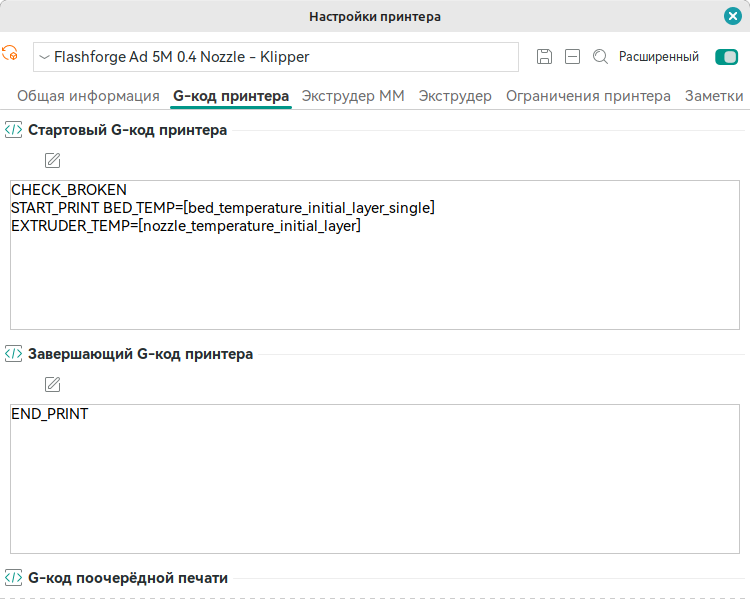 Настройки принтера
Flashforge Ad 5M 0.4 Nozzle - Klipper
Расширенный
Общая информация G-код принтера Экструдер ММ Экструдер Ограничения принтера Заметки
Стартовый G-код принтера
CHECK_BROKEN
START_PRINT BED_TEMP=[bed_temperature_initial_layer_single]
EXTRUDER_TEMP=[nozzle_temperature_initial_layer]
Завершающий G-код принтера
END_PRINT
G-код поочерёдной печати